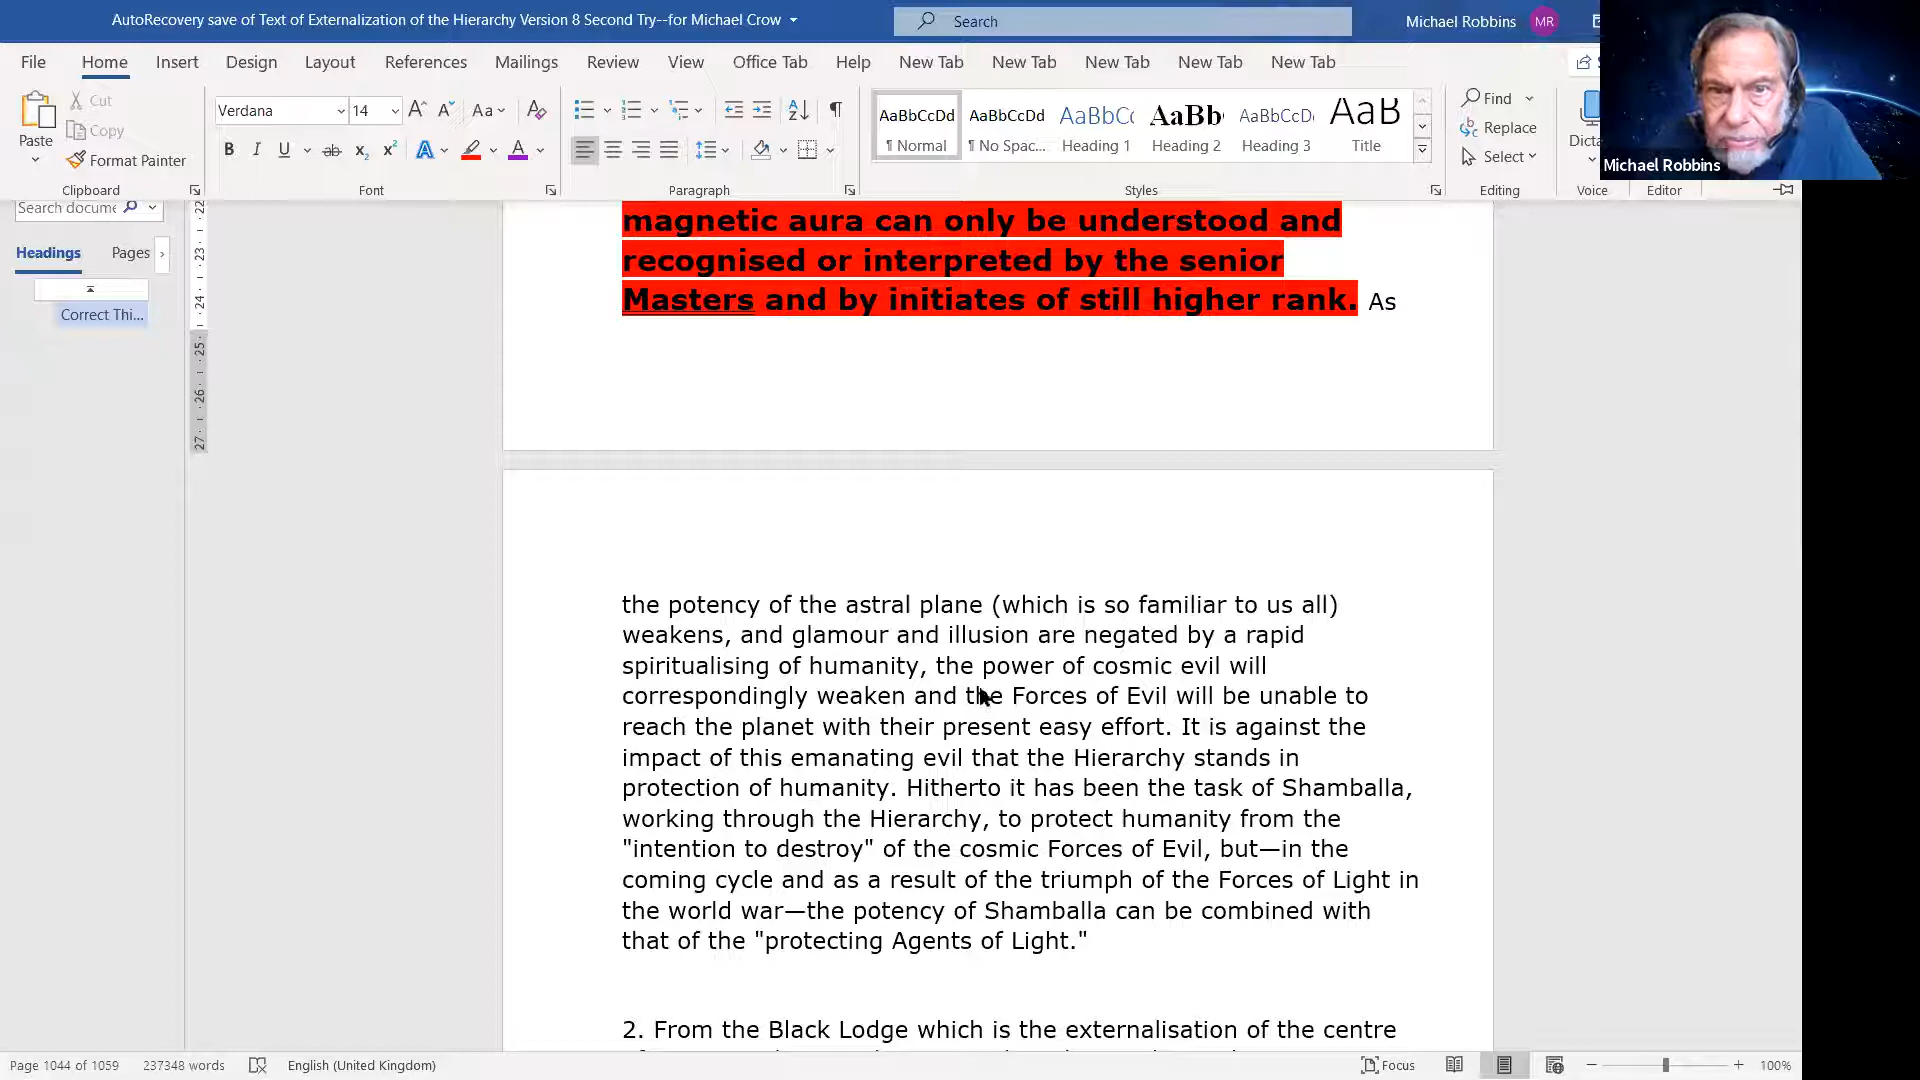 AutoRecovery save of Text of Externalization of the Hierarchy Version 8 Second Try--for Michael Crow
Search
Michael Robbins
MR
File Home Insert Design Layout References Mailings Review View Office Tab Help New Tab New Tab New Tab New Tab New Tab
Paste
Cut
Copy
Format Painter
Clipboard
Verdana
14
Font
Paragraph
AaBbCcDd
¶ Normal
AaBbCcDd
¶ No Spac...
AaBbCc
Heading 1
AaBb
Heading 2
AaBbCcD
Heading 3
AaB
Title
Styles
Find
Replace
Select
Editing
Dicta
Voice
Editor
Michael Robbins
Search docume
Headings
Pages
Correct Thi...
22
23
24
25
26
27
magnetic aura can only be understood and
recognised or interpreted by the senior
Masters and by initiates of still higher rank. As
the potency of the astral plane (which is so familiar to us all)
weakens, and glamour and illusion are negated by a rapid
spiritualising of humanity, the power of cosmic evil will
correspondingly weaken and the Forces of Evil will be unable to
reach the planet with their present easy effort. It is against the
impact of this emanating evil that the Hierarchy stands in
protection of humanity. Hitherto it has been the task of Shamballa,
working through the Hierarchy, to protect humanity from the
"intention to destroy" of the cosmic Forces of Evil, but—in the
coming cycle and as a result of the triumph of the Forces of Light in
the world war—the potency of Shamballa can be combined with
that of the "protecting Agents of Light."
2. From the Black Lodge which is the externalisation of the centre
Page 1044 of 1059
237348 words
English (United Kingdom)
Focus
100%